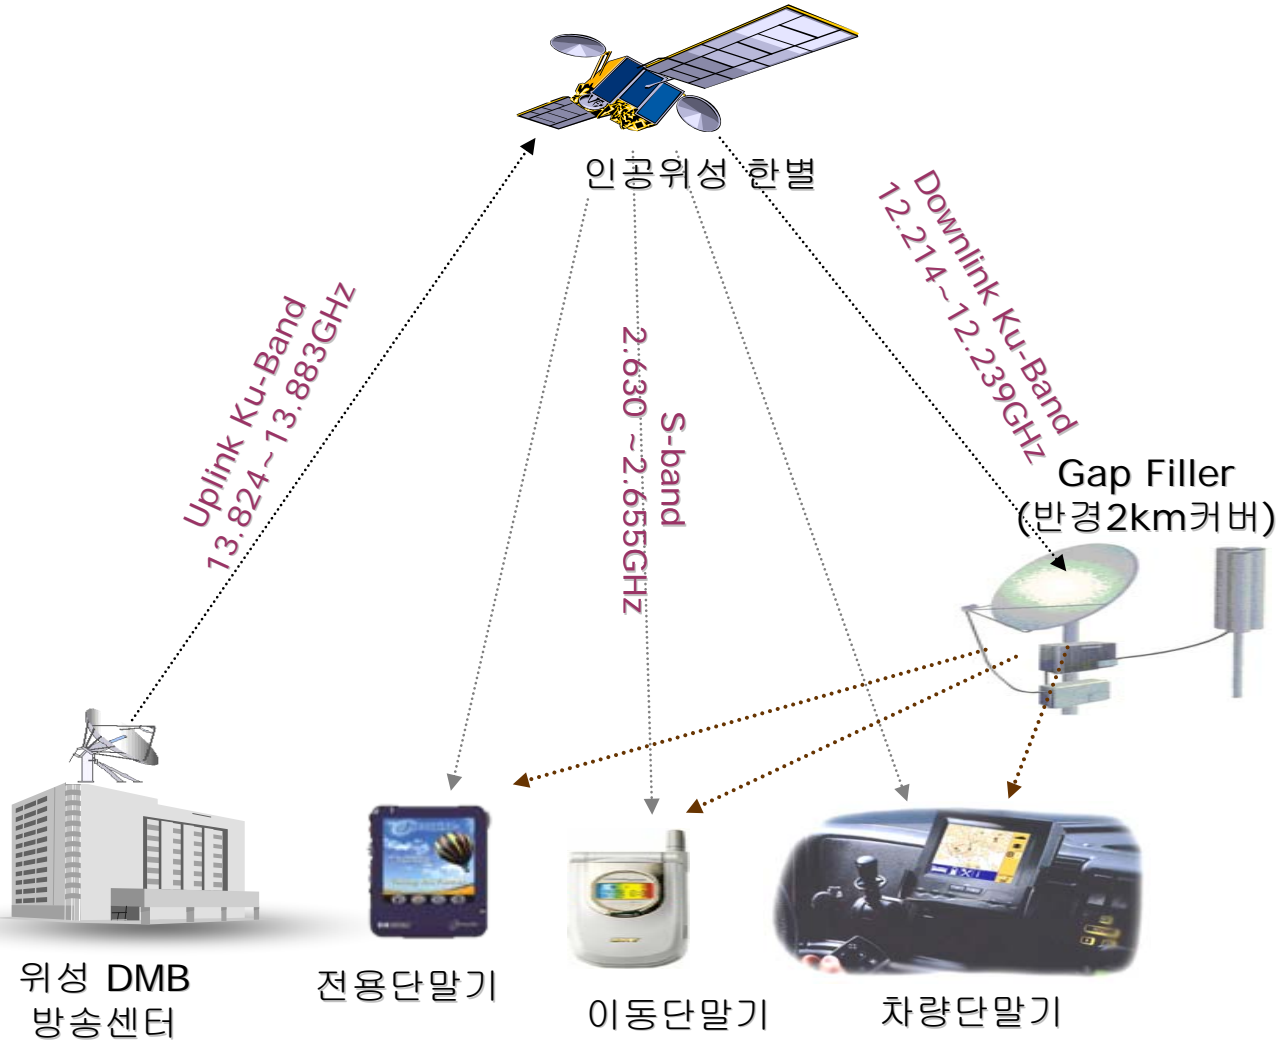 인공위성 한별
Downlink Ku-Band
12.214~12.239GHz
Uplink Ku-Band
13.824~13.883GHz
S-band
2.630 ~2.655GHz
Gap Filler
(반경2km커버)
위성 DMB
방송센터
전용단말기
이동단말기
차량단말기